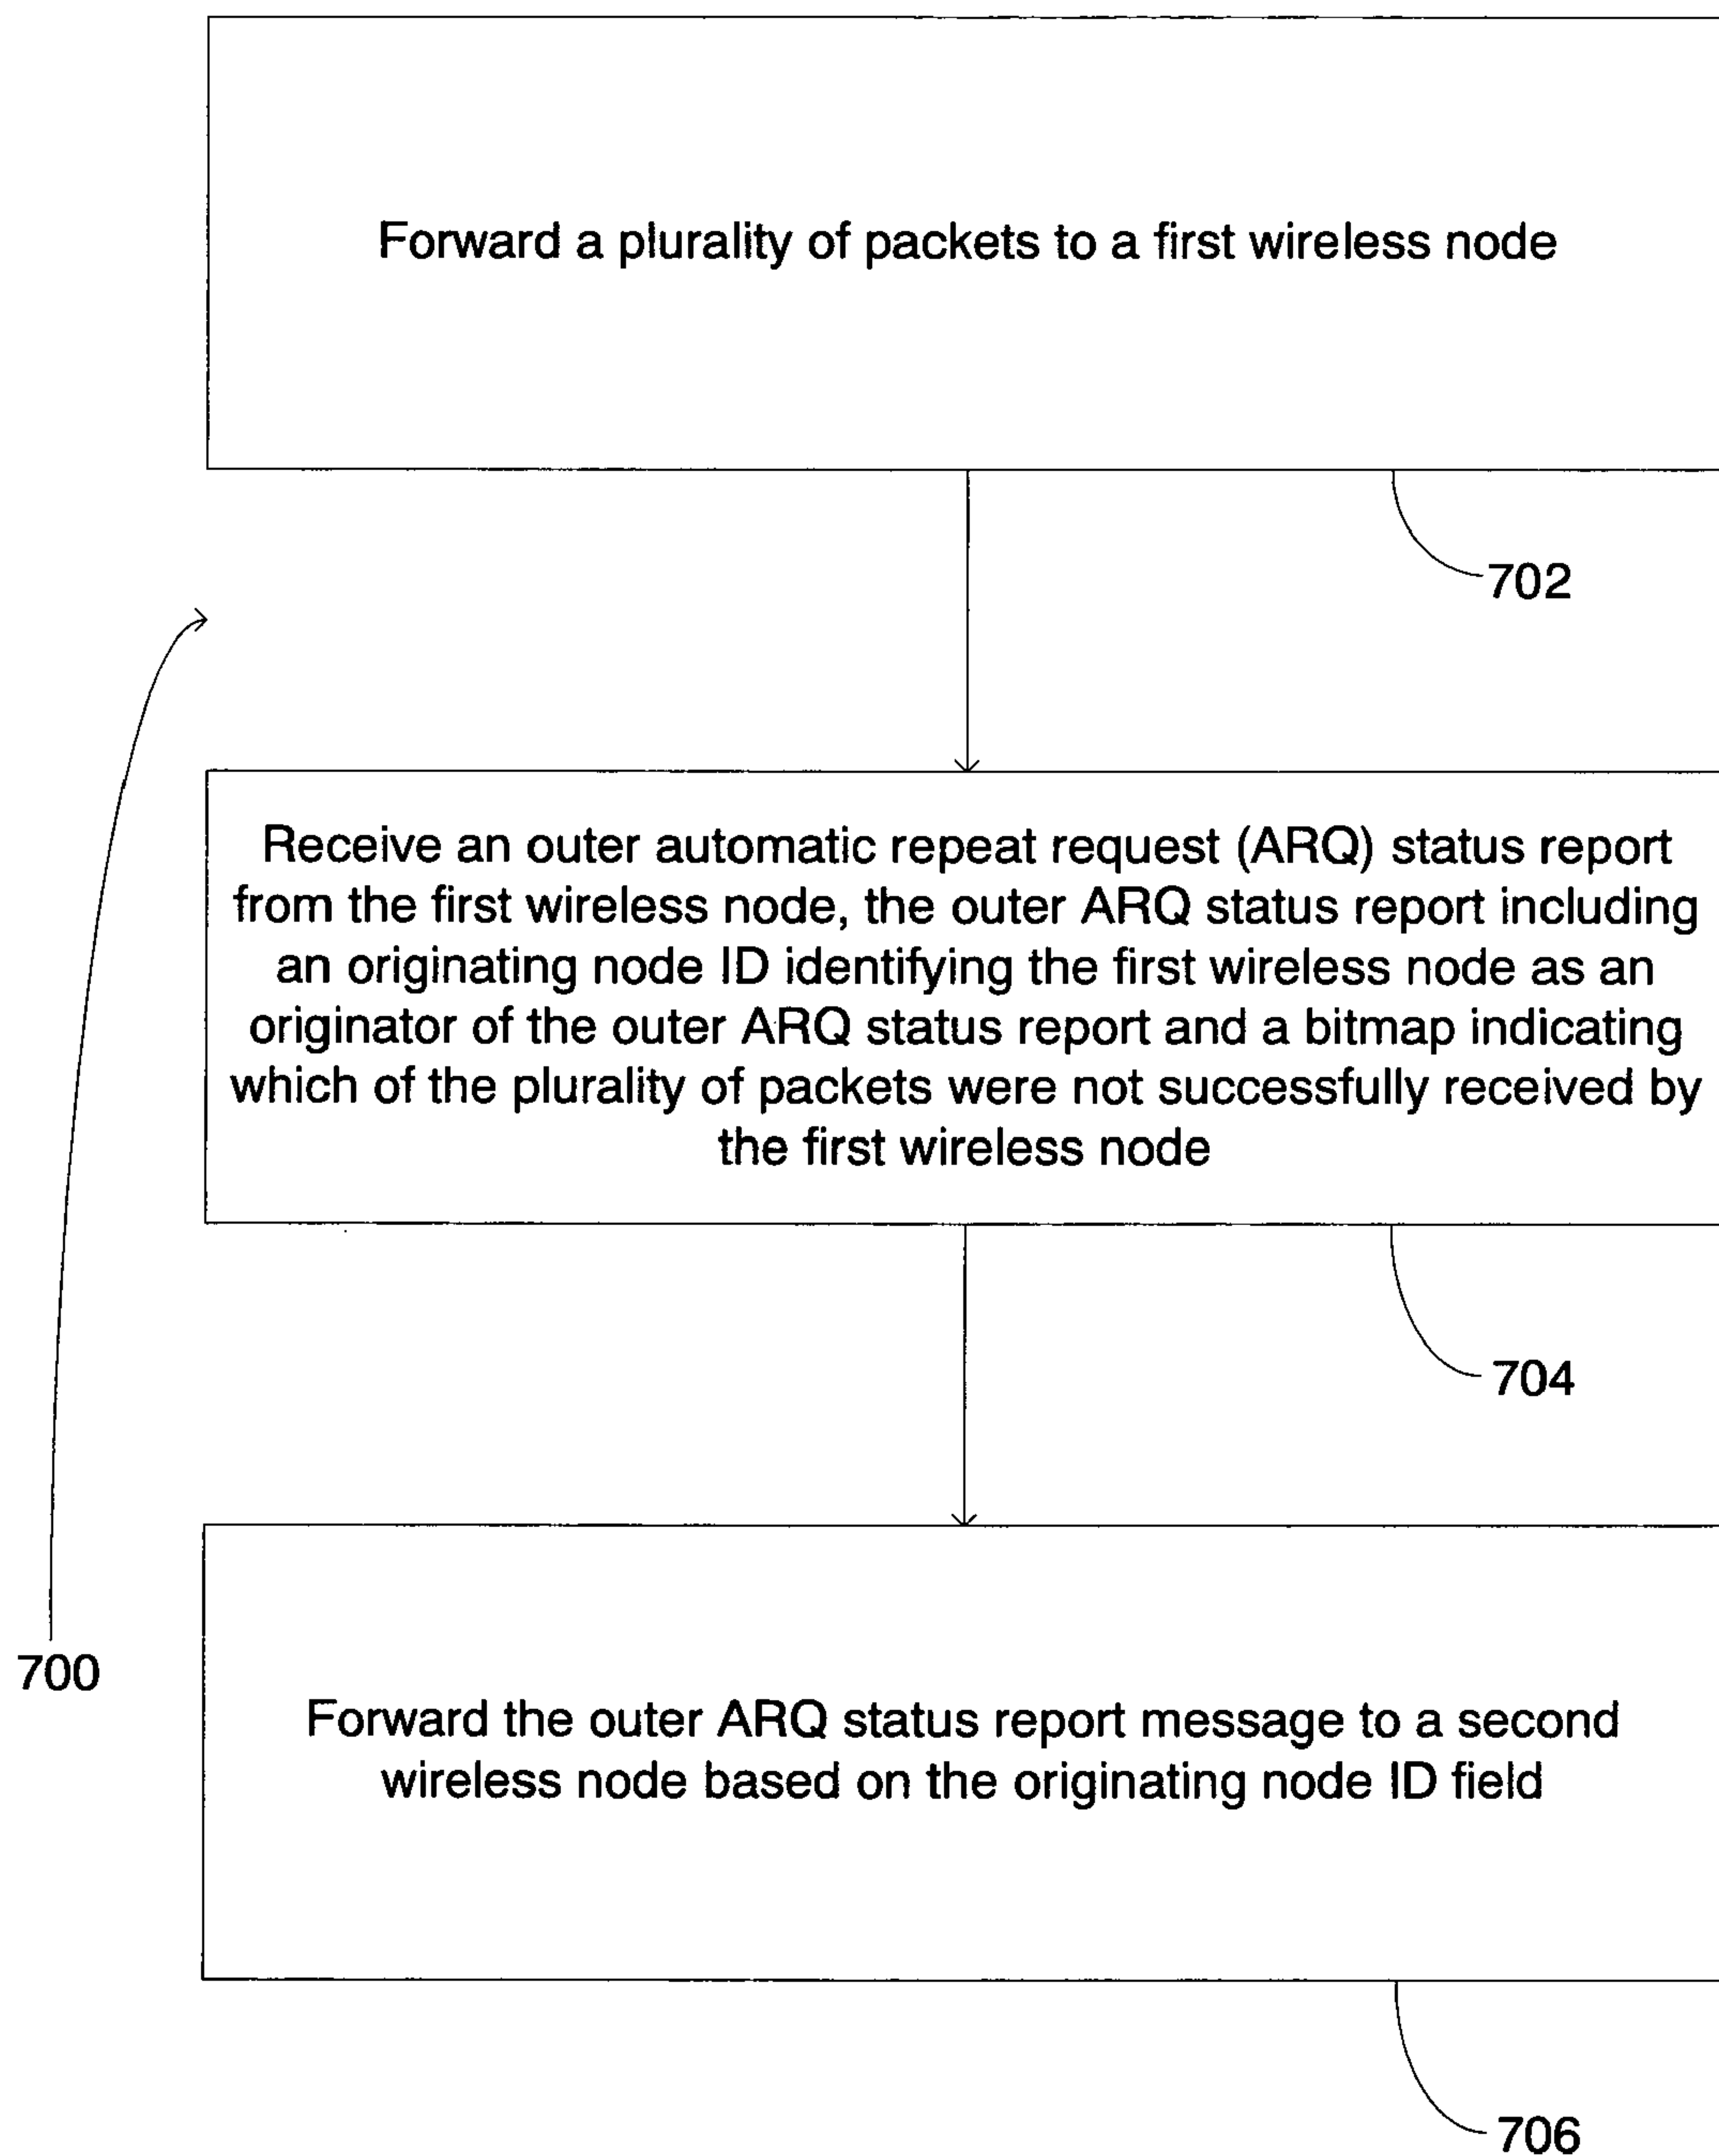 Forward a plurality of packets to a first wireless node
702
Receive an outer automatic repeat request (ARQ) status report
from the first wireless node, the outer ARQ status report including
an originating node ID identifying the first wireless node as an
originator of the outer ARQ status report and a bitmap indicating
which of the plurality of packets were not successfully received by
the first wireless node
704
700
Forward the outer ARQ status report message to a second
wireless node based on the originating node ID field
706